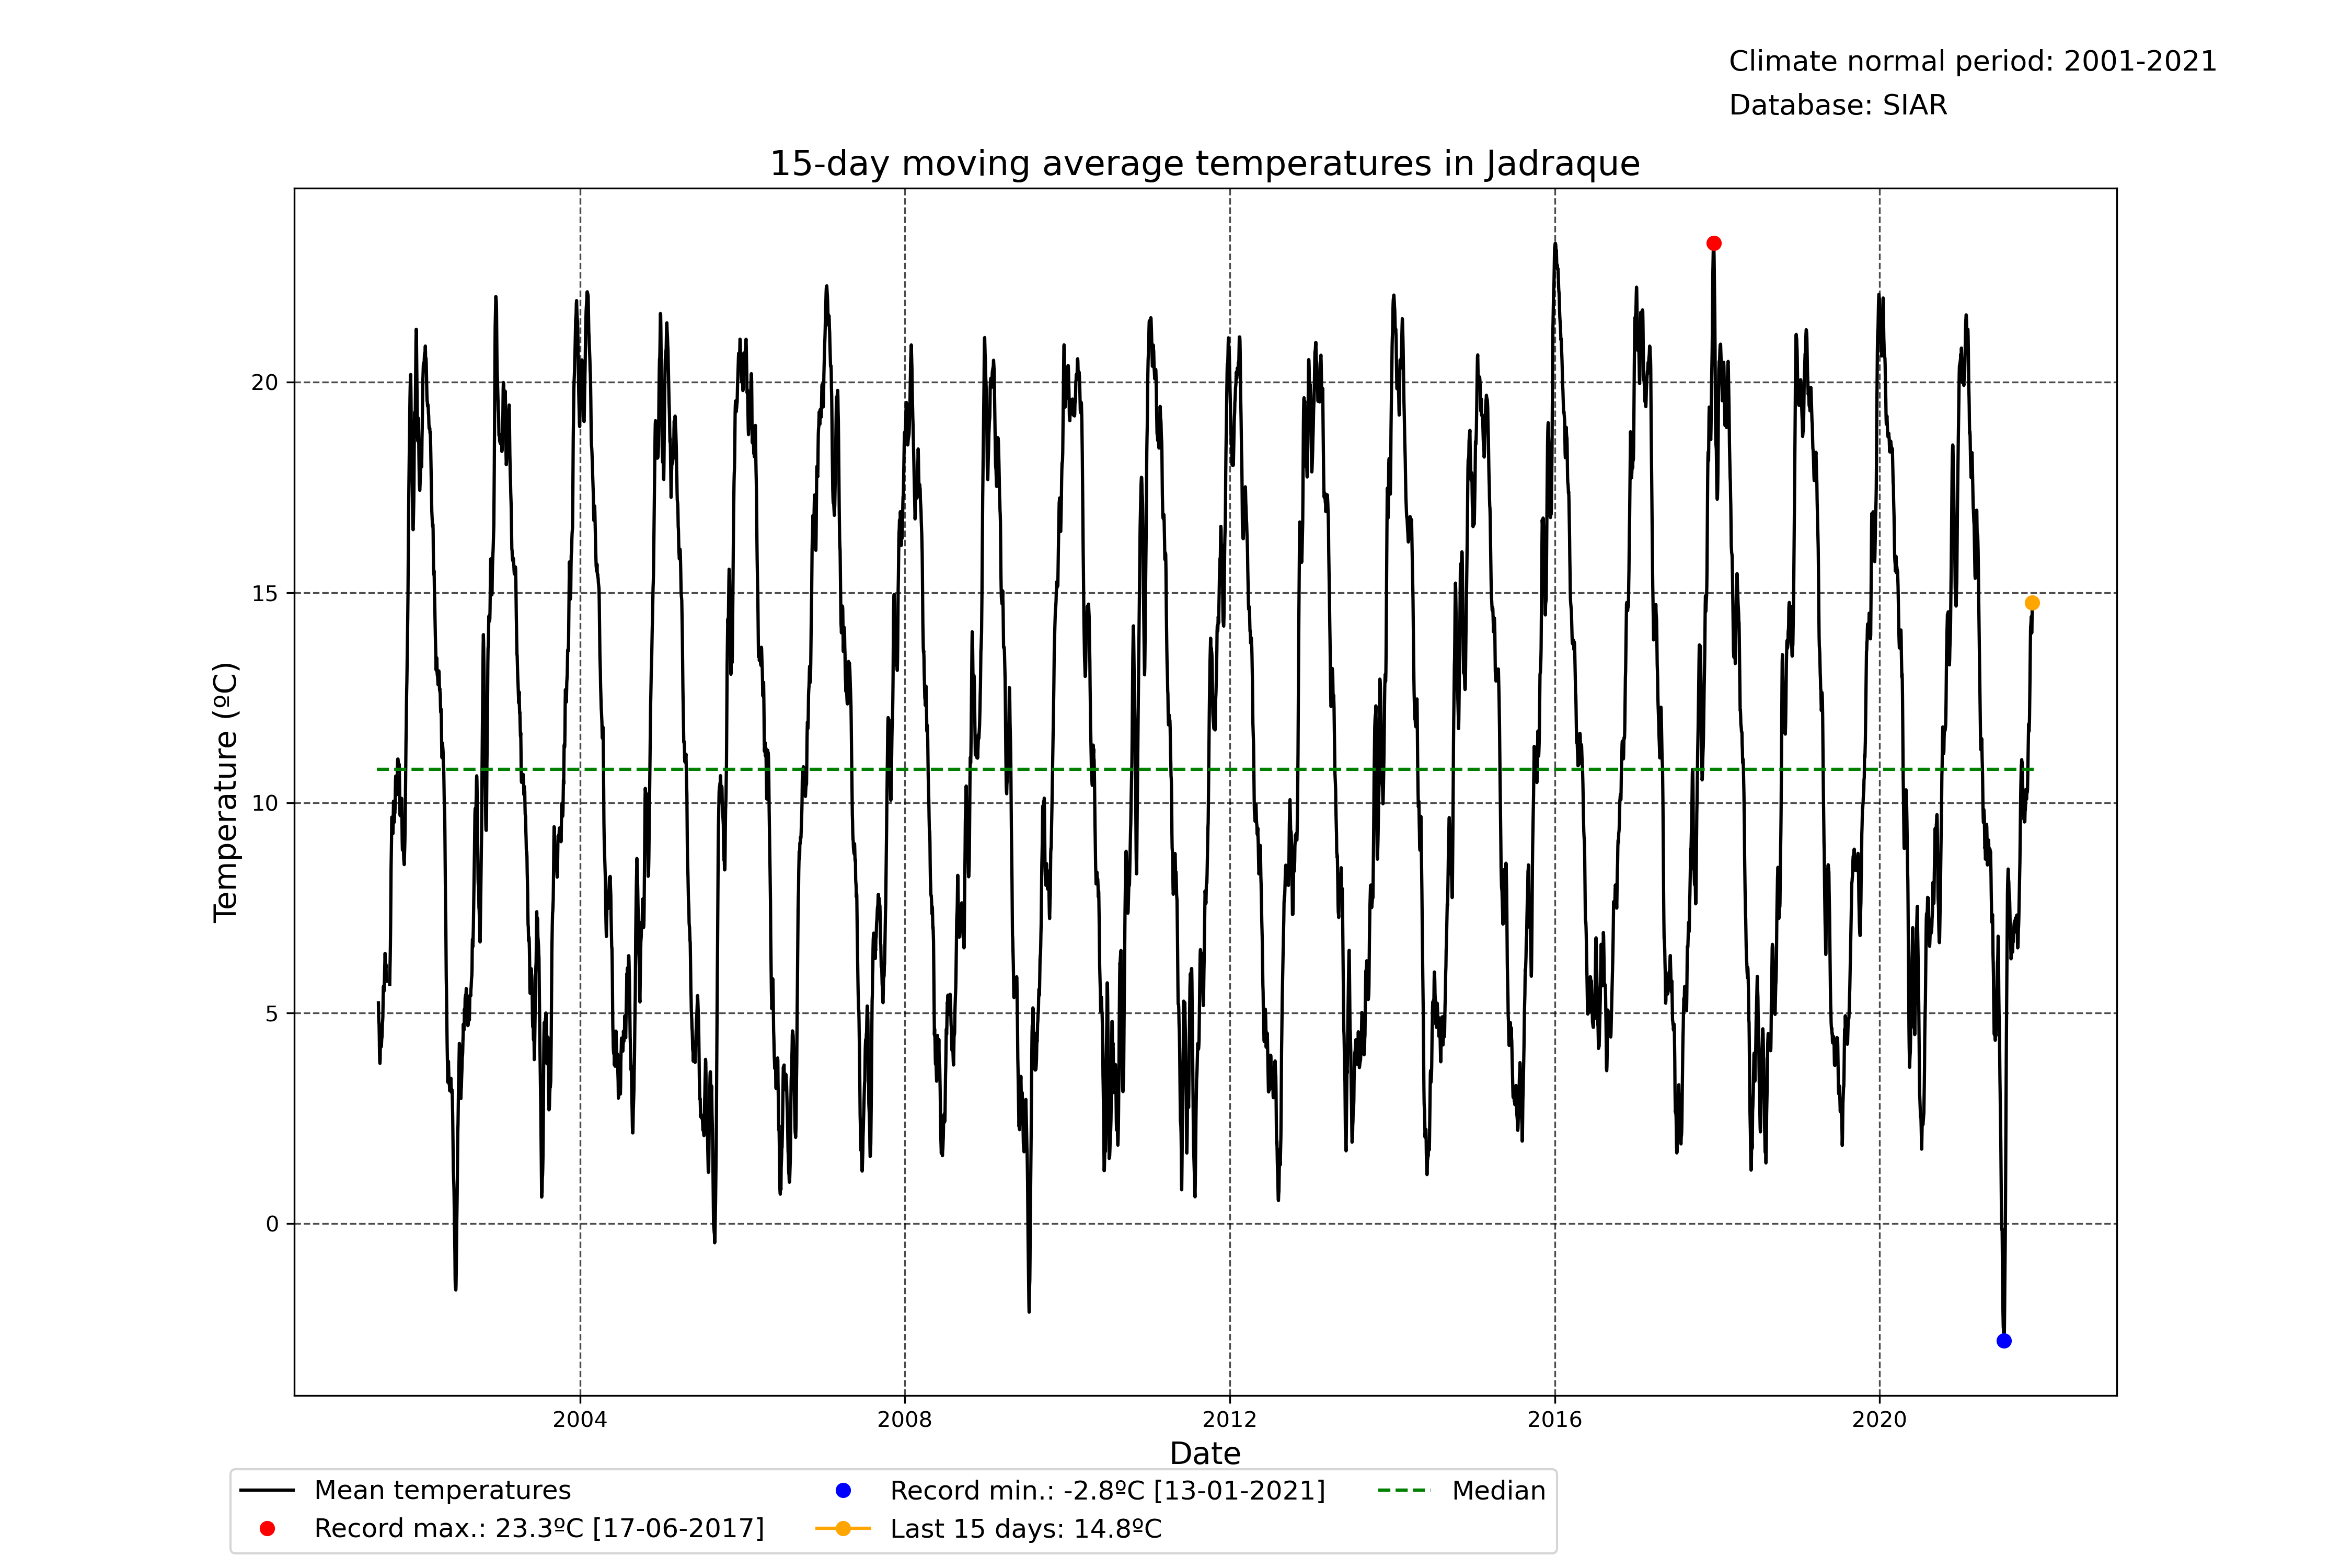 Climate normal period: 2001-2021
Database: SIAR
15-day moving average temperatures in Jadraque
20
15
10
5
0
Temperature (ºC)
2004 2008 2012 2016 2020
Date
Mean temperatures
Record max.: 23.3ºC [17-06-2017]
Record min.: -2.8ºC [13-01-2021]
Last 15 days: 14.8ºC
Median